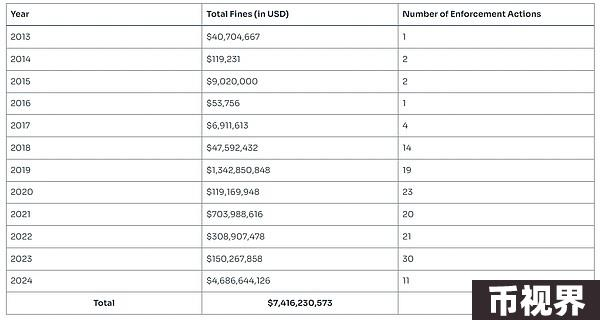 Year Total Fines (in USD) Number of Enforcement Actions
2013 $40,704,667 1
2014 $119,231 2
2015 $9,020,000 2
2016 $53,756 1
2017 $6,911,613 4
2018 $47,592,432 14
2019 $1,342,850,848 19
2020 $119,169,948 23
2021 $703,988,616 20
2022 $308,907,478 21
2023 $150,267,858 30
2024 $4,686,644,126 11
Total $7,416,230,573
币视界